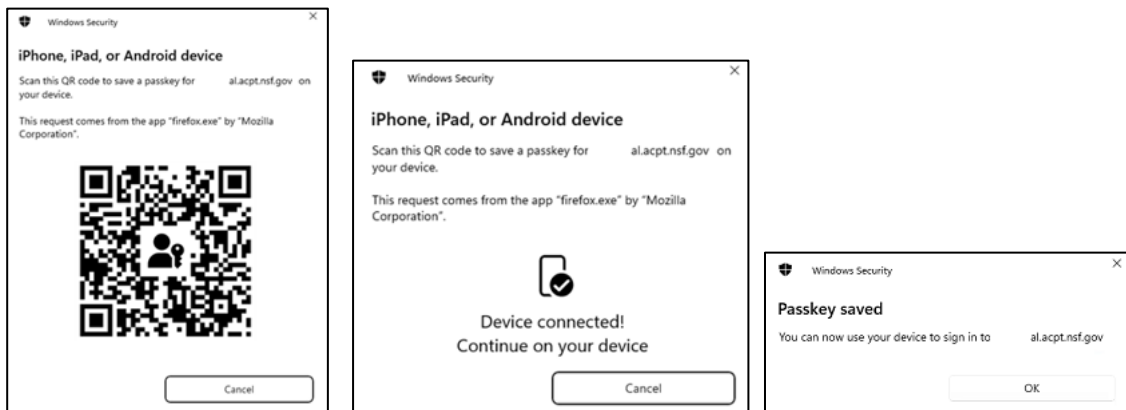 Windows Security
iPhone, iPad, or Android device
Scan this QR code to save a passkey for al.acpt.nsf.gov on
your device.
This request comes from the app "firefox.exe" by "Mozilla
Corporation".
Cancel
Windows Security
iPhone, iPad, or Android device
Scan this QR code to save a passkey for al.acpt.nsf.gov on
your device.
This request comes from the app "firefox.exe" by "Mozilla
Corporation".
Device connected!
Continue on your device
Cancel
Windows Security
Passkey saved
You can now use your device to sign in to al.acpt.nsf.gov
OK